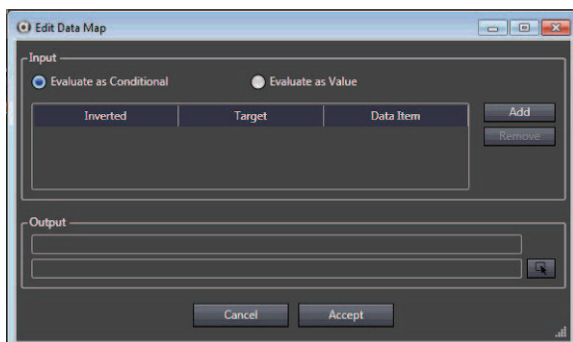 Edit Data Map
Input
Evaluate as Conditional Evaluate as Value
Inverted Target Data Item
Add
Remove
Output
Cancel Accept